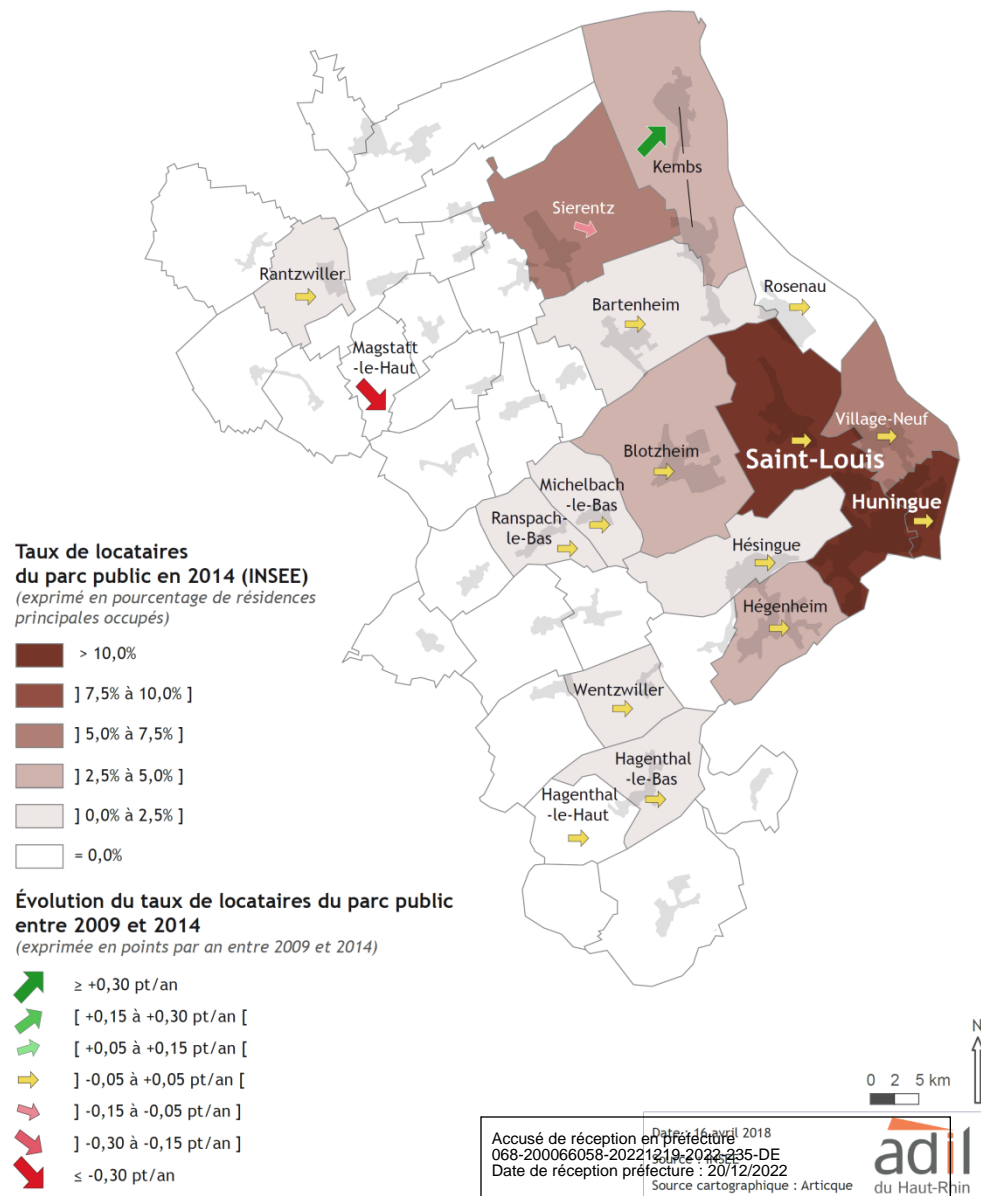 Kembs
Sierentz
Rantzwiller
Rosenau
Bartenheim
Magstatt
-le-Haut
Village-Neuf
Blotzheim
Saint-Louis
Michelbach
-le-Bas
Huningue
Ranspach-
le-Bas
Hésingue
Hégenheim
Wentzwiller
Hagenthal
-le-Bas
Hagenthal
-le-Haut
Taux de locataires
du parc public en 2014 (INSEE)
(exprimé en pourcentage de résidences
principales occupés)
> 10,0%
] 7,5% à 10,0% ]
] 5,0% à 7,5% ]
] 2,5% à 5,0% ]
] 0,0% à 2,5% ]
= 0,0%
Évolution du taux de locataires du parc public
entre 2009 et 2014
(exprimée en points par an entre 2009 et 2014)
≥ +0,30 pt/an
[ +0,15 à +0,30 pt/an [
[ +0,05 à +0,15 pt/an [
] -0,05 à +0,05 pt/an [
] -0,15 à -0,05 pt/an ]
] -0,30 à -0,15 pt/an ]
≤ -0,30 pt/an
N
0 2 5 km
Date : 16 avril 2018
Source : INSEE
Source cartographique : Articque
Accusé de réception en préfecture
068-200066058-20221219-2022-235-DE
Date de réception préfecture : 20/12/2022
adil
du Haut-Rhin